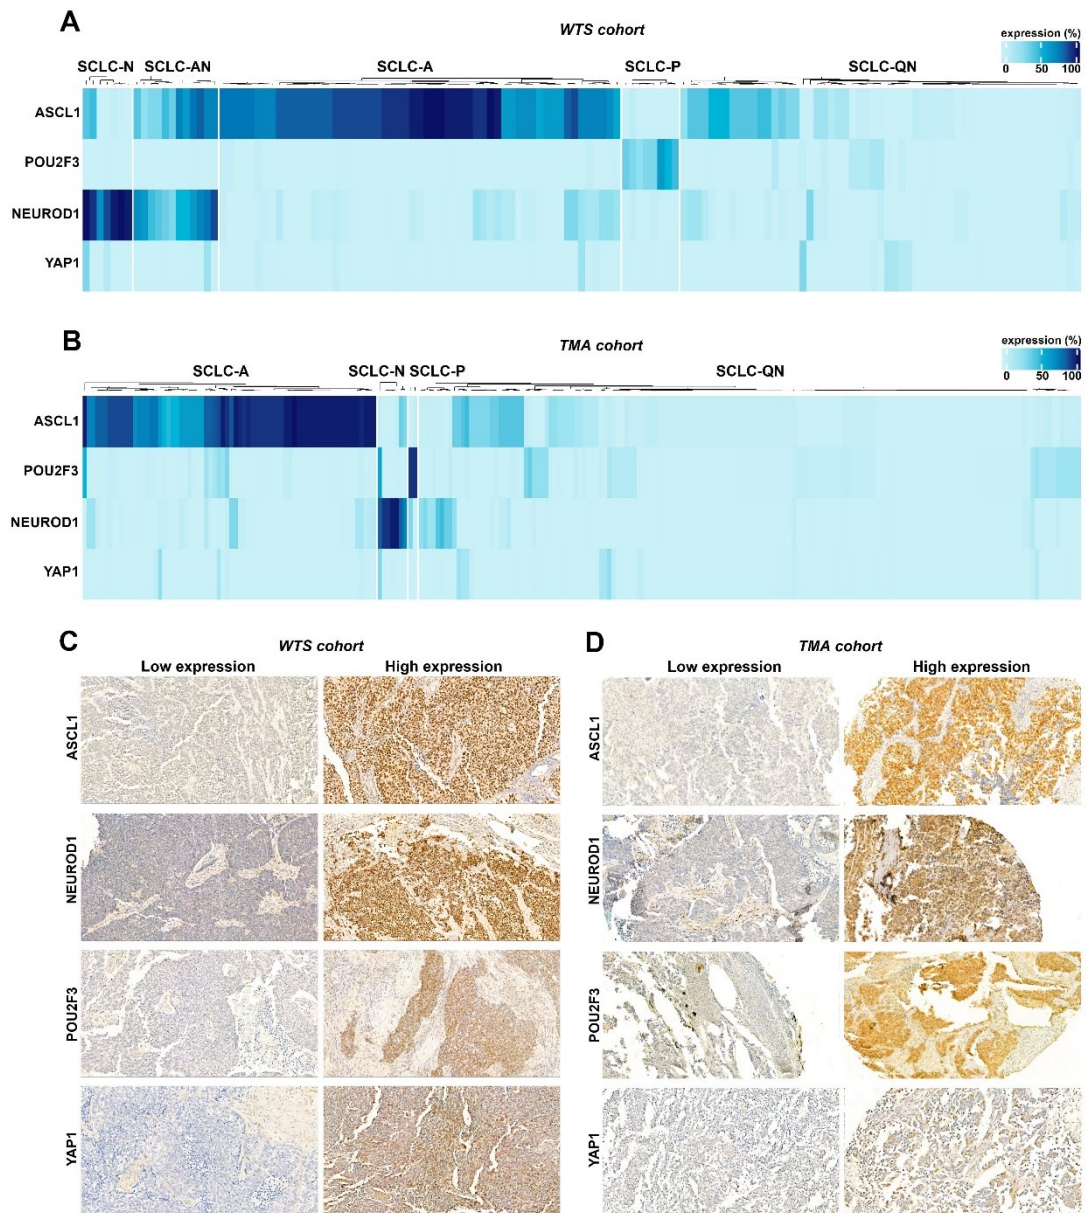 A
WTS cohort
expression (%)
0 50 100
SCLC-N SCLC-AN SCLC-A SCLC-P SCLC-QN
ASCL1
POU2F3
NEUROD1
YAP1
B
TMA cohort
expression (%)
0 50 100
SCLC-A SCLC-N SCLC-P SCLC-QN
ASCL1
POU2F3
NEUROD1
YAP1
C
WTS cohort
Low expression High expression
ASCL1
NEUROD1
POU2F3
YAP1
D
TMA cohort
Low expression High expression
ASCL1
NEUROD1
POU2F3
YAP1